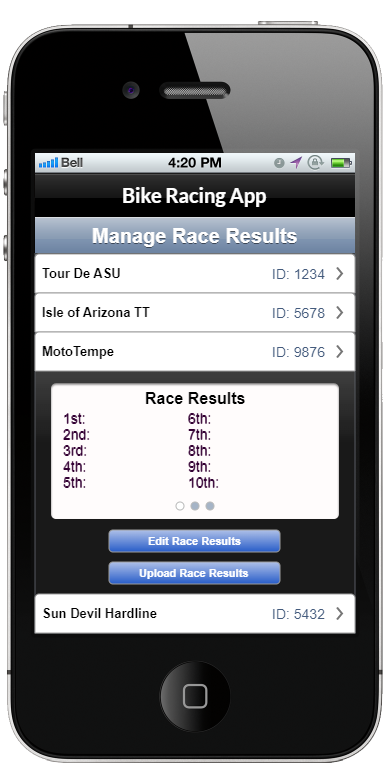 Bell 4:20 PM
Bike Racing App
Manage Race Results
Tour De ASU ID: 1234
Isle of Arizona TT ID: 5678
MotoTempe ID: 9876
Race Results
1st: 6th:
2nd: 7th:
3rd: 8th:
4th: 9th:
5th: 10th:
Edit Race Results
Upload Race Results
Sun Devil Hardline ID: 5432